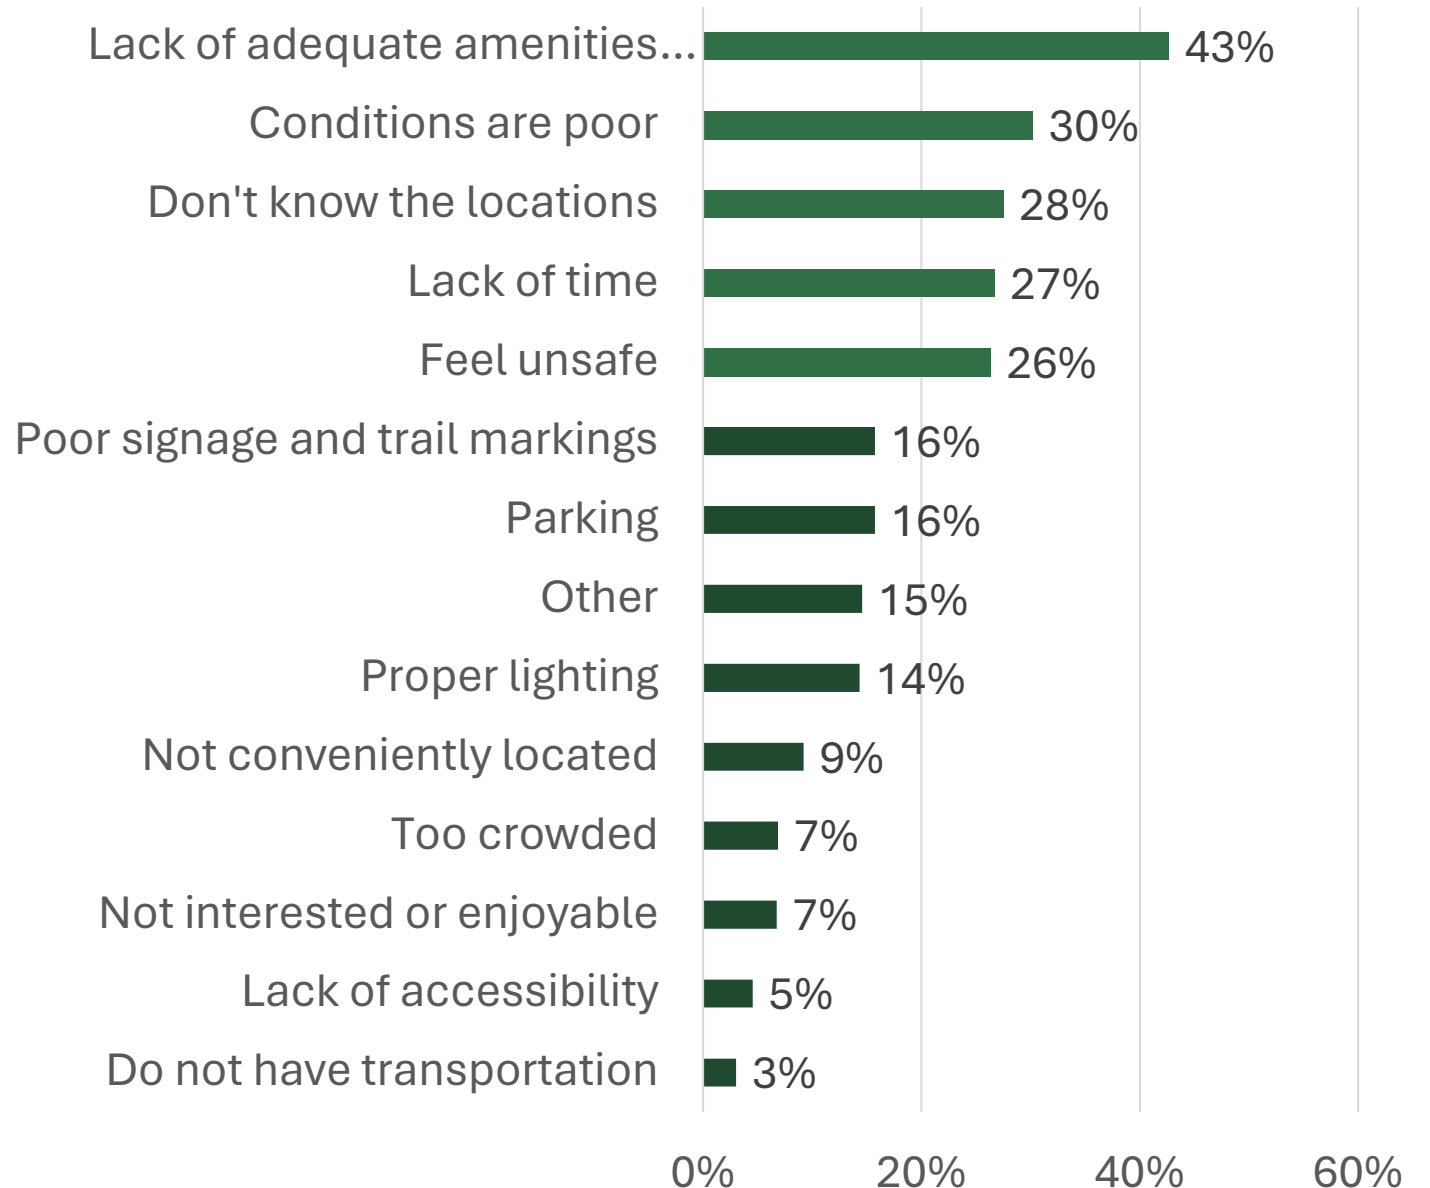 Lack of adequate amenities... 43%
Conditions are poor 30%
Don't know the locations 28%
Lack of time 27%
Feel unsafe 26%
Poor signage and trail markings 16%
Parking 16%
Other 15%
Proper lighting 14%
Not conveniently located 9%
Too crowded 7%
Not interested or enjoyable 7%
Lack of accessibility 5%
Do not have transportation 3%
0% 20% 40% 60%